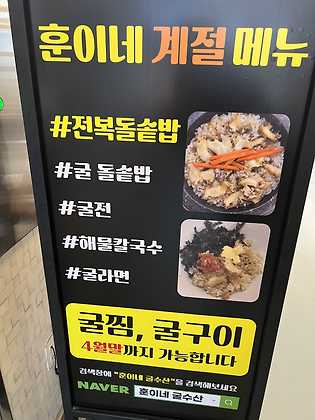 훈이네 계절 메뉴
#전복돌솥밥
#굴 돌솥밥
#굴전
#해물칼국수
#굴라면
굴찜, 굴구이
4월말까지 가능합니다
검색창에 "훈이네 굴수산"을 검색해보세요
NAVER 훈이네 굴수산